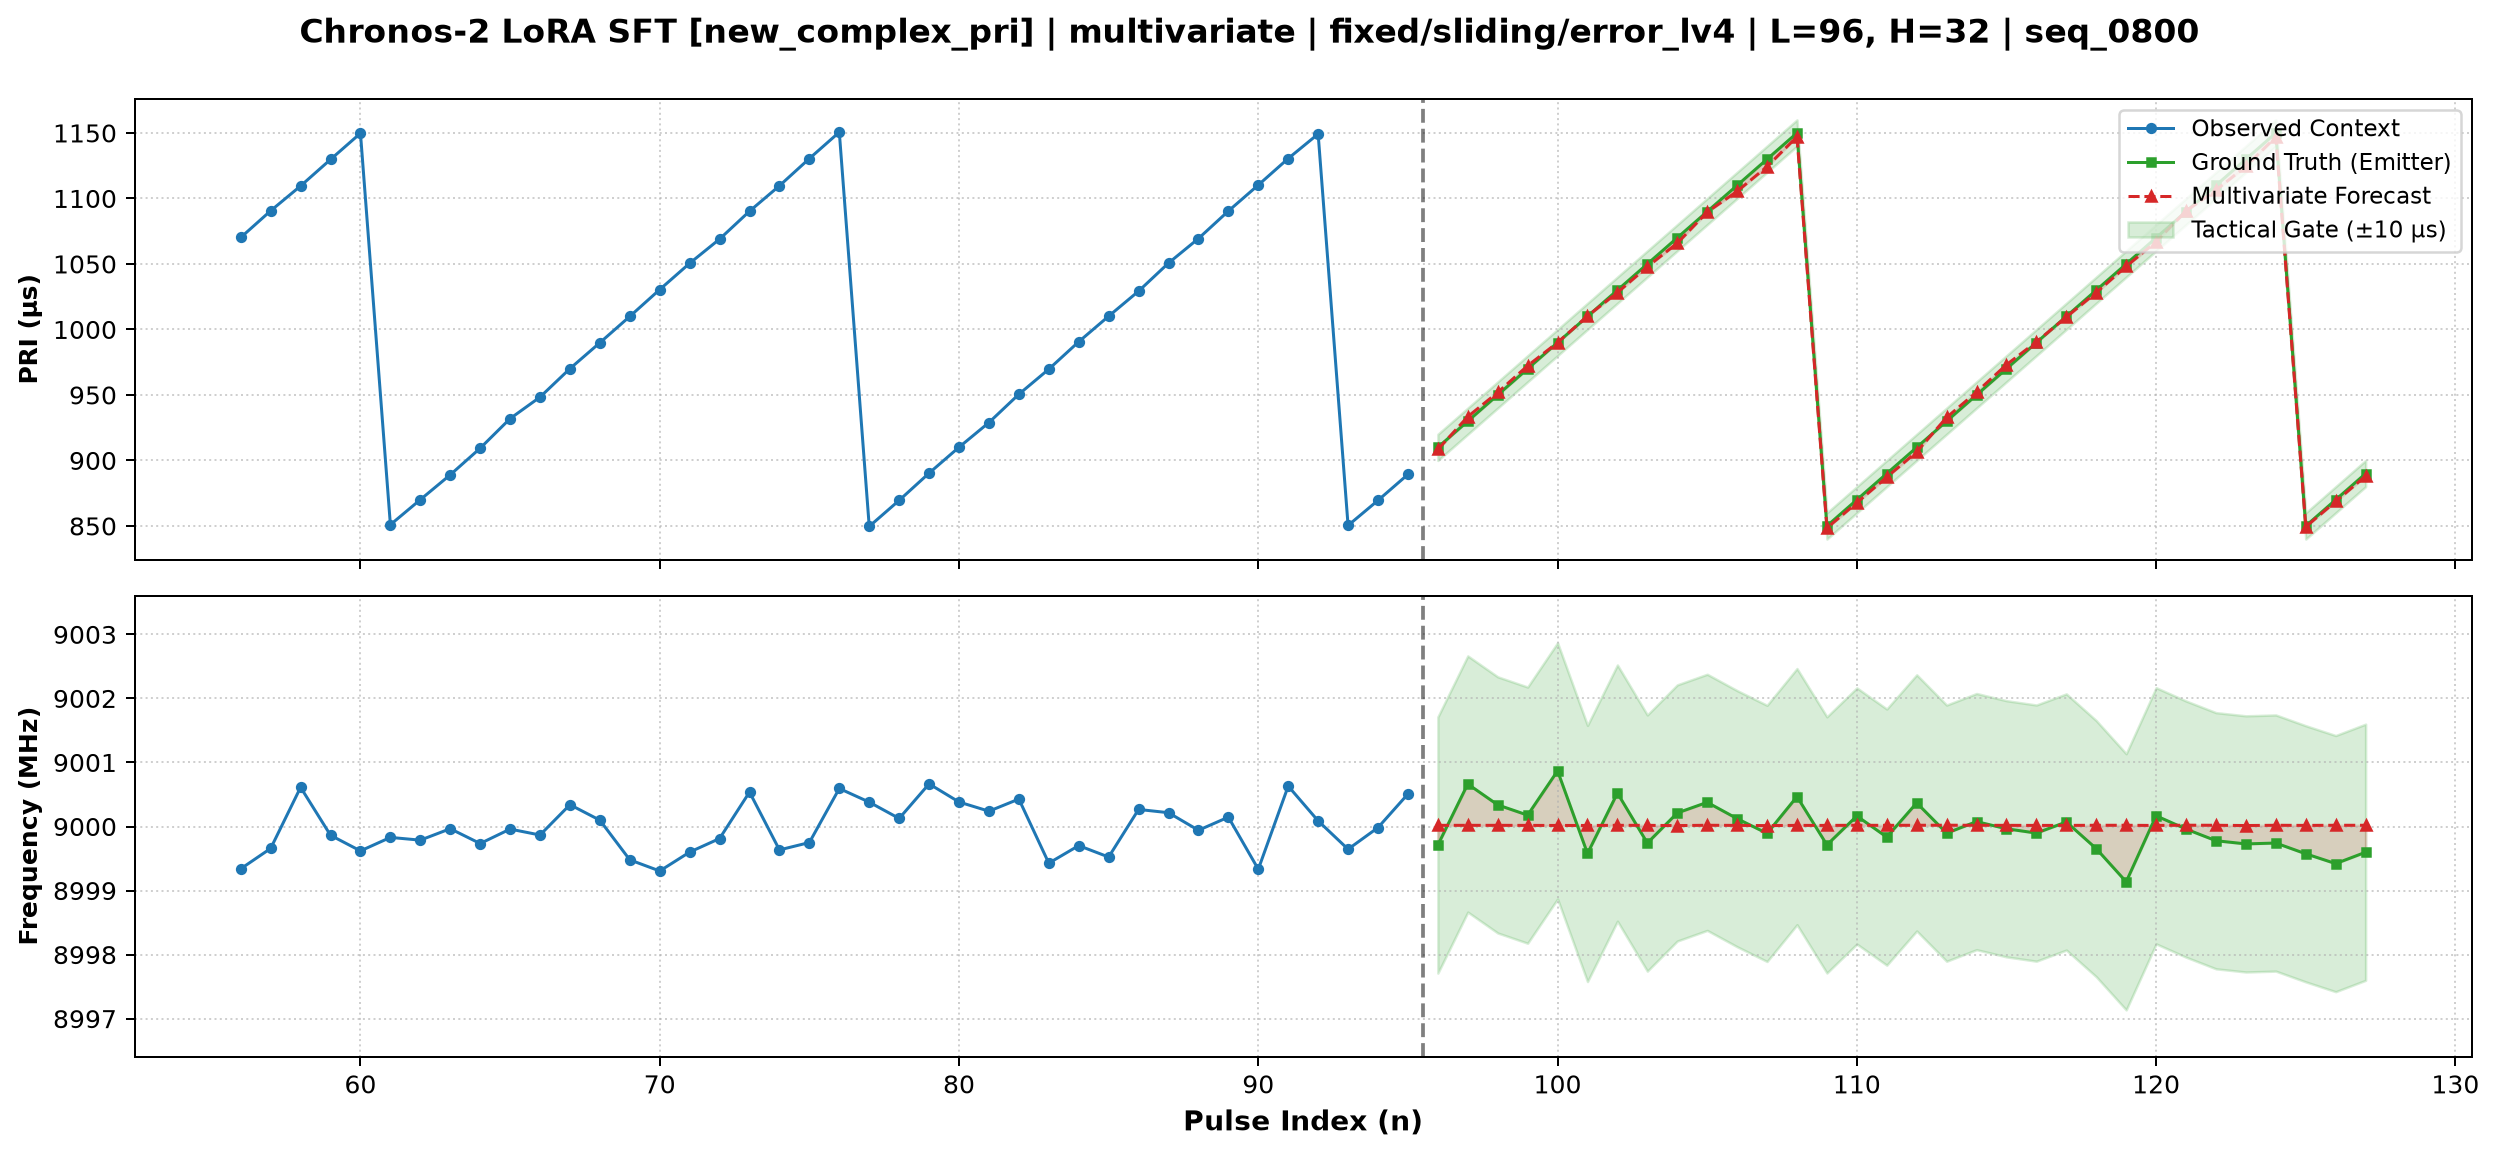 Chronos-2 LoRA SFT [new_complex_pri] | multivariate | fixed/sliding/error_lv4 | L=96, H=32 | seq_0800
PRI (µs)
1150
1100
1050
1000
950
900
850
Observed Context
Ground Truth (Emitter)
Multivariate Forecast
Tactical Gate (±10 µs)
Frequency (MHz)
9003
9002
9001
9000
8999
8998
8997
60 70 80 90 100 110 120 130
Pulse Index (n)